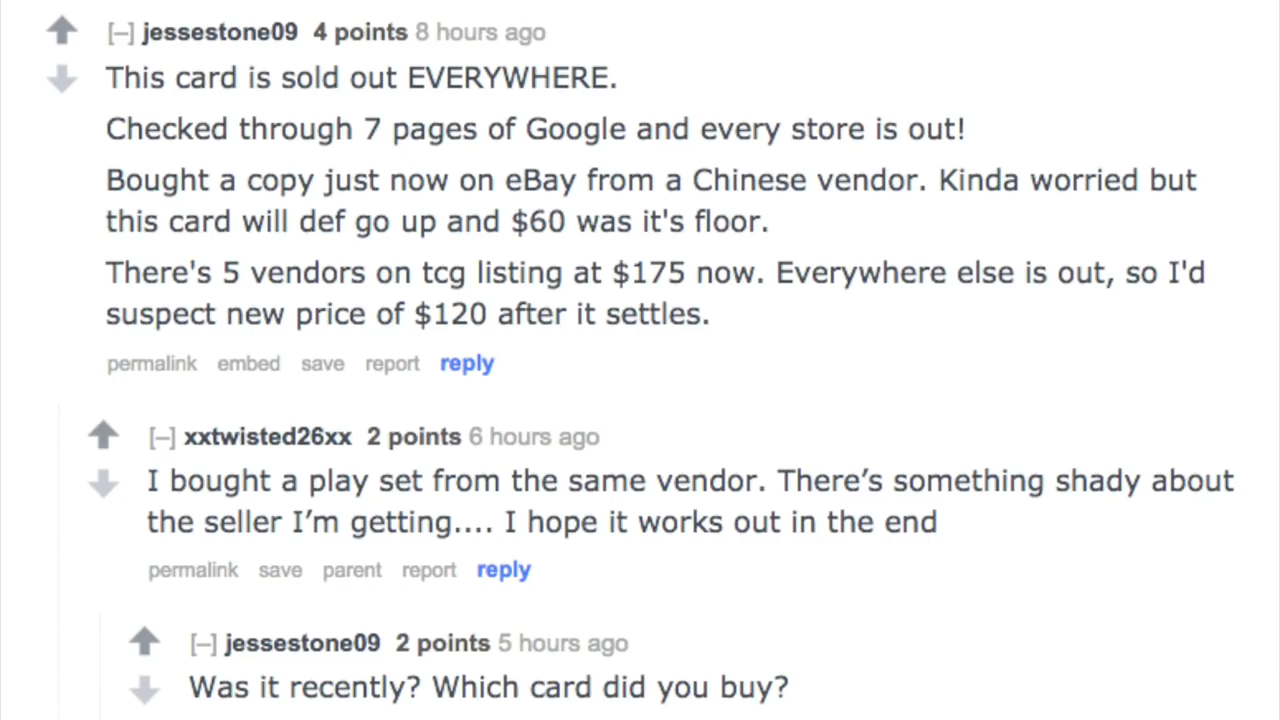 [–] jessestone09 4 points 8 hours ago
This card is sold out EVERYWHERE.
Checked through 7 pages of Google and every store is out!
Bought a copy just now on eBay from a Chinese vendor. Kinda worried but
this card will def go up and $60 was it's floor.
There's 5 vendors on tcg listing at $175 now. Everywhere else is out, so I'd
suspect new price of $120 after it settles.
permalink embed save report reply
[–] xxtwisted26xx 2 points 6 hours ago
I bought a play set from the same vendor. There’s something shady about
the seller I’m getting.... I hope it works out in the end
permalink save parent report reply
[–] jessestone09 2 points 5 hours ago
Was it recently? Which card did you buy?